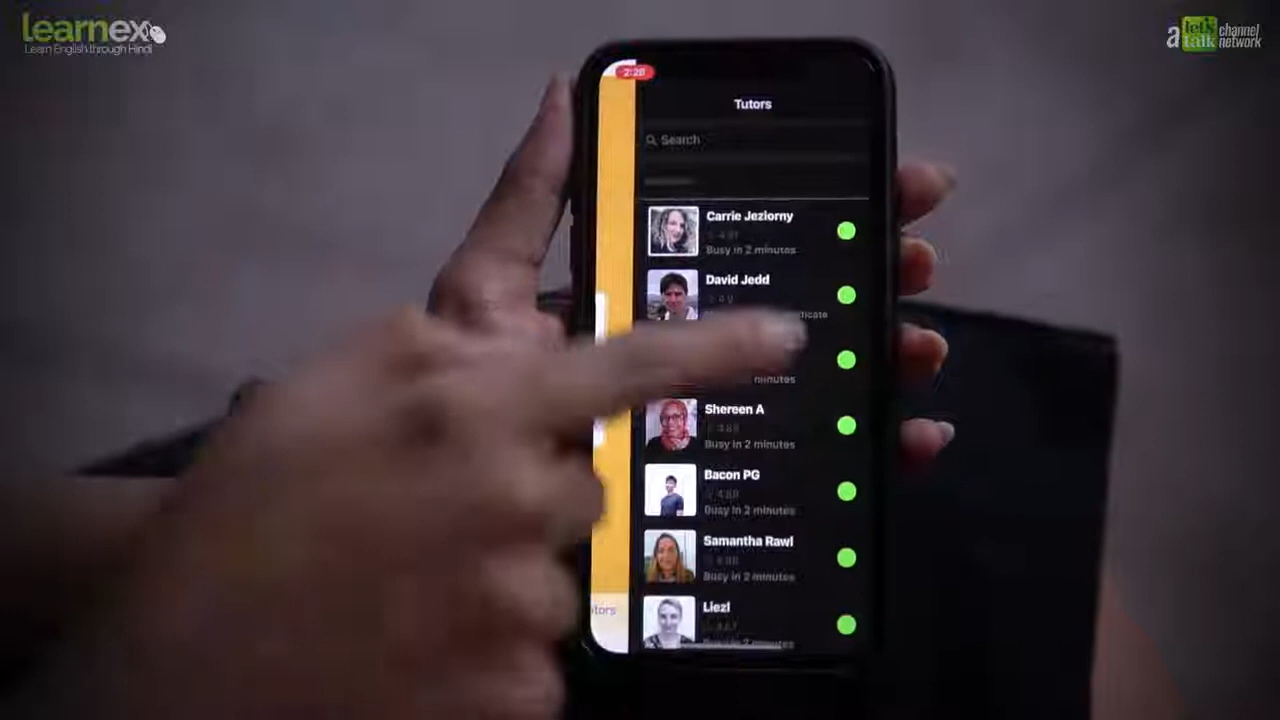 learnex
Learn English through Hindi
a let's talk channel network
2:20
Tutors
Search
Carrie Jeziorny
Busy in 2 minutes
David Jedd
4.9
minutes
Shereen A
Busy in 2 minutes
Bacon PG
Busy in 2 minutes
Samantha Rawl
Busy in 2 minutes
Liezl